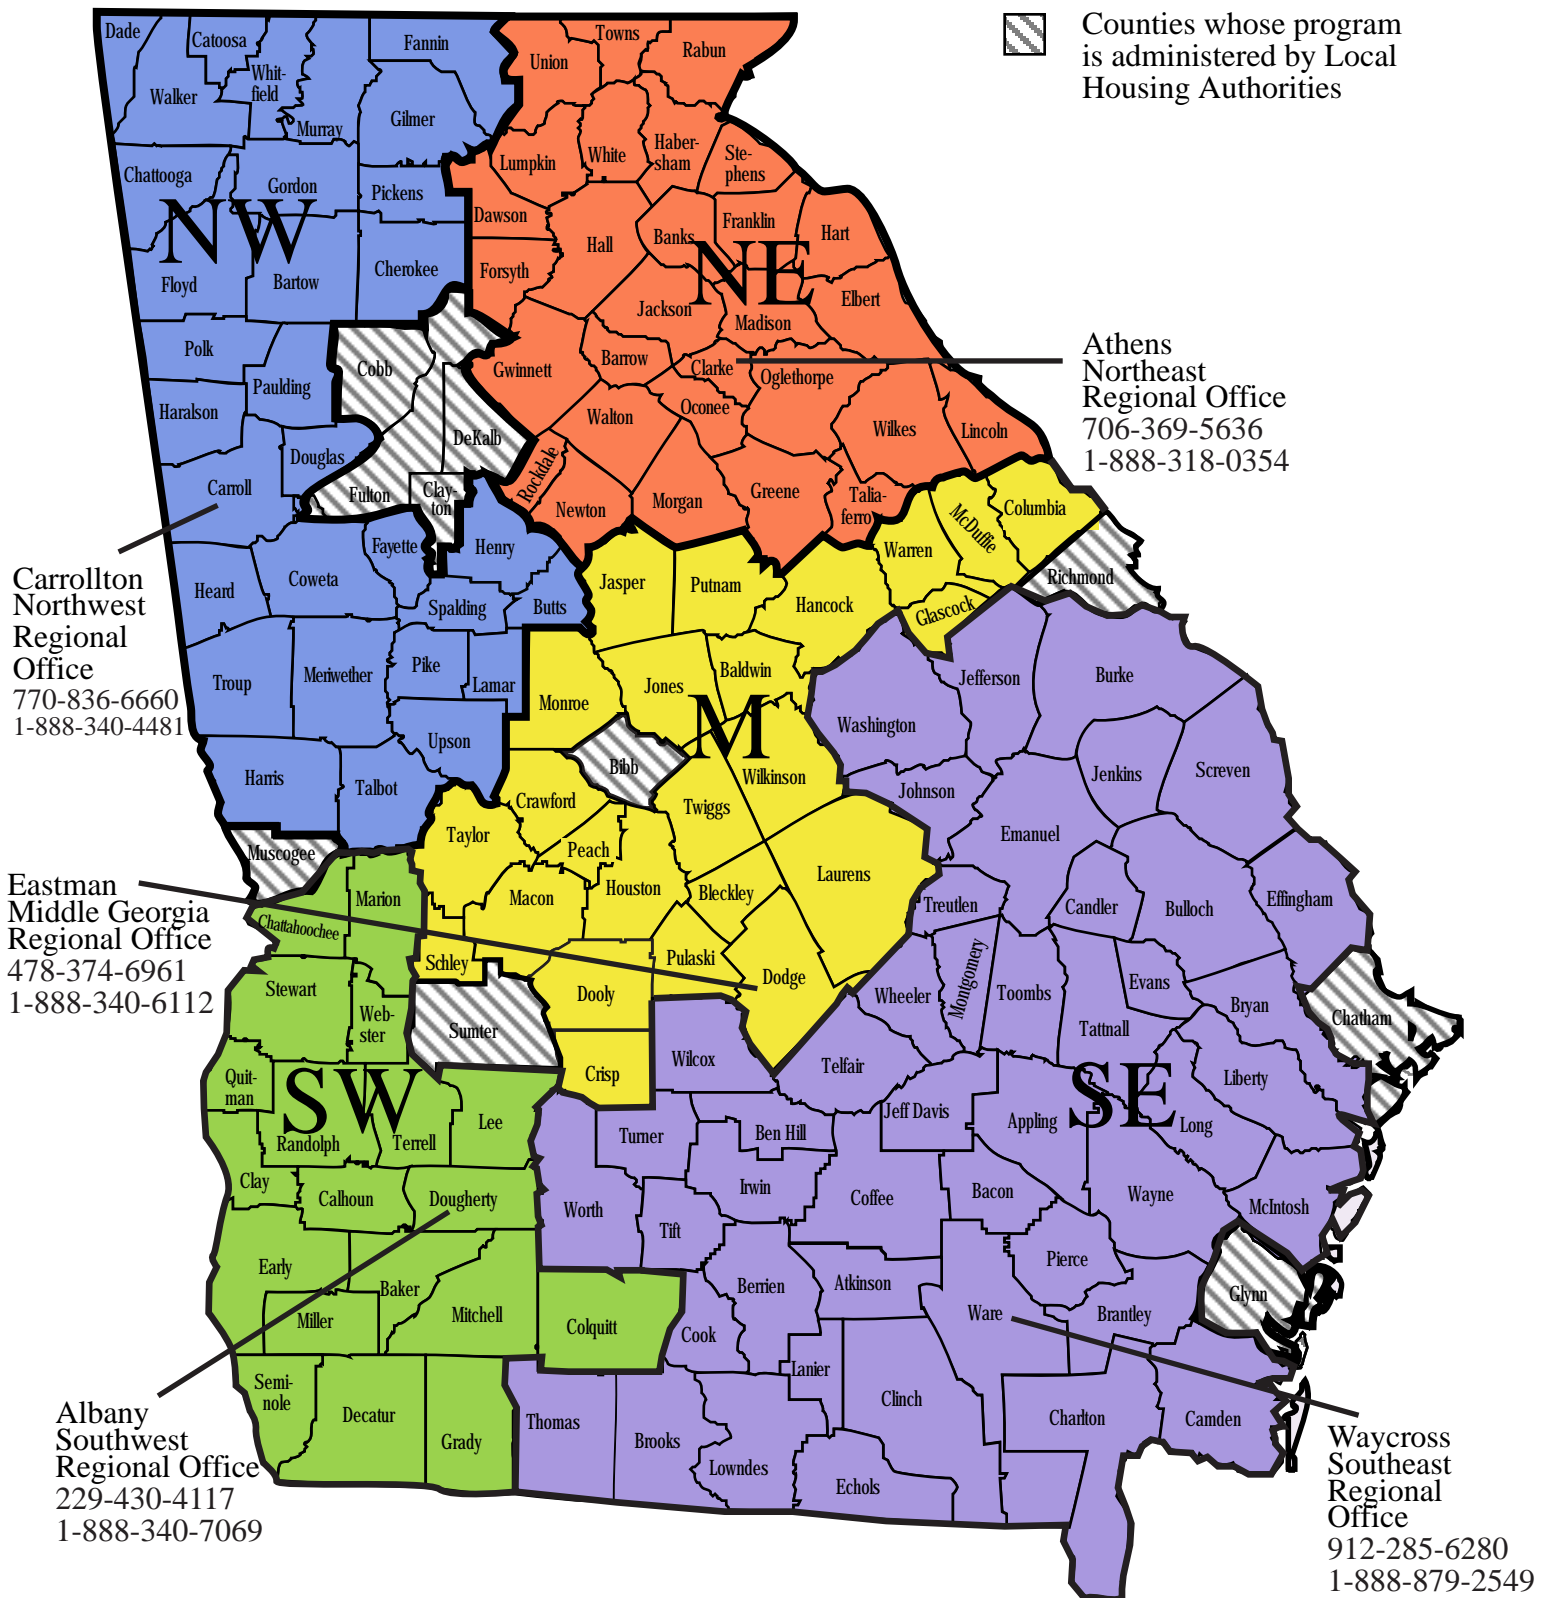 Counties whose program
is administered by Local
Housing Authorities
Dade
Catoosa
Fannin
Towns
Rabun
Union
Whit-
field
Walker
Murray
Gilmer
Lumpkin
White
Haber-
sham
Ste-
phens
Chattooga
Gordon
Pickens
Dawson
Hall
Banks
Franklin
Hart
NW
NE
Floyd
Bartow
Cherokee
Forsyth
Jackson
Madison
Elbert
Polk
Paulding
Cobb
Gwinnett
Barrow
Clarke
Oglethorpe
Athens
Northeast
Regional Office
706-369-5636
1-888-318-0354
Haralson
Douglas
DeKalb
Walton
Oconee
Wilkes
Lincoln
Carroll
Fulton
Clay-
ton
Rockdale
Newton
Morgan
Greene
Talia-
ferro
McDuffie
Columbia
Heard
Coweta
Fayette
Henry
Spalding
Butts
Jasper
Putnam
Hancock
Warren
Glascock
Richmond
Carrollton
Northwest
Regional
Office
770-836-6660
1-888-340-4481
Troup
Meriwether
Pike
Lamar
Monroe
Jones
Baldwin
Washington
Jefferson
Burke
Harris
Talbot
Upson
M
Bibb
Wilkinson
Johnson
Jenkins
Screven
Crawford
Twiggs
Emanuel
Muscogee
Taylor
Peach
Houston
Bleckley
Laurens
Treutlen
Candler
Bulloch
Effingham
Marion
Macon
Chattahoochee
Eastman
Middle Georgia
Regional Office
478-374-6961
1-888-340-6112
Schley
Pulaski
Dodge
Wheeler
Montgomery
Toombs
Evans
Bryan
Chatham
Stewart
Web-
ster
Sumter
Dooly
Tattnall
Quit-
man
Crisp
Wilcox
Telfair
Liberty
SW
SE
Randolph
Terrell
Lee
Turner
Ben Hill
Jeff Davis
Appling
Long
Clay
Calhoun
Dougherty
Worth
Irwin
Coffee
Bacon
Wayne
McIntosh
Tift
Early
Baker
Berrien
Atkinson
Pierce
Glynn
Miller
Mitchell
Colquitt
Cook
Ware
Brantley
Semi-
nole
Decatur
Grady
Thomas
Brooks
Lanier
Clinch
Charlton
Camden
Lowndes
Echols
Albany
Southwest
Regional Office
229-430-4117
1-888-340-7069
Waycross
Southeast
Regional
Office
912-285-6280
1-888-879-2549